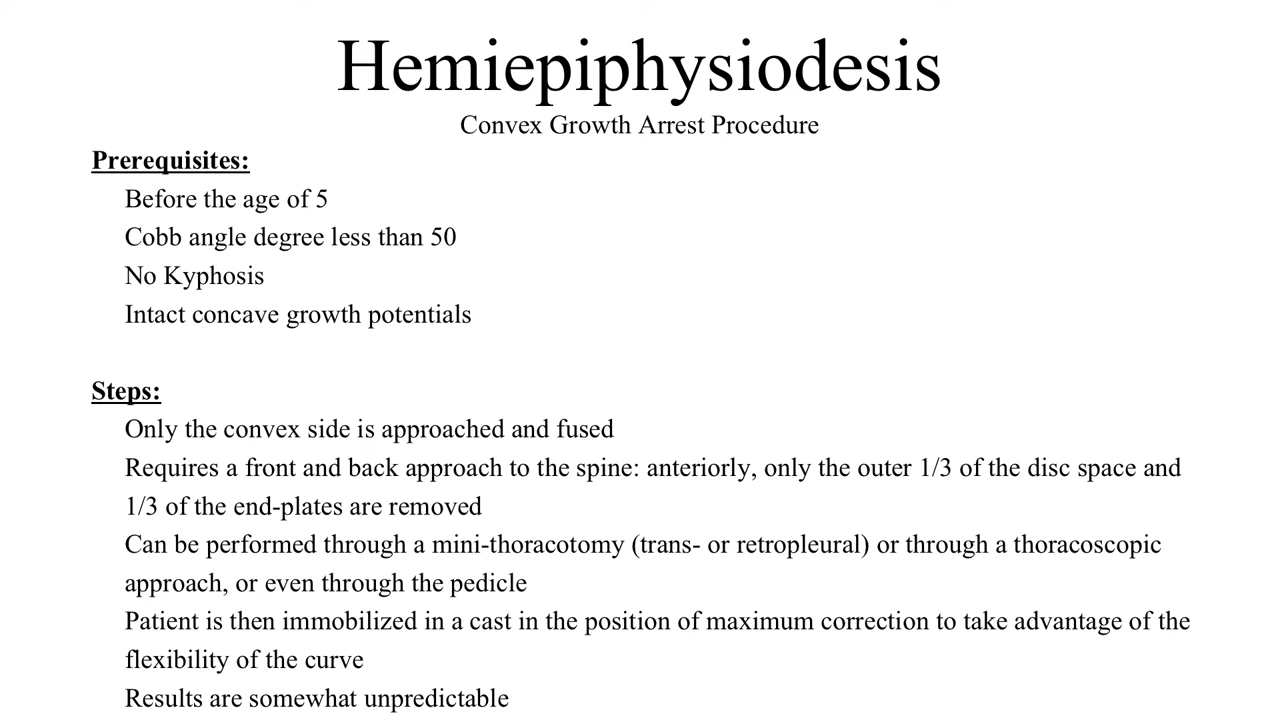 Hemiepiphysiodesis
Convex Growth Arrest Procedure
Prerequisites:
Before the age of 5
Cobb angle degree less than 50
No Kyphosis
Intact concave growth potentials
Steps:
Only the convex side is approached and fused
Requires a front and back approach to the spine: anteriorly, only the outer 1/3 of the disc space and
1/3 of the end-plates are removed
Can be performed through a mini-thoracotomy (trans- or retropleural) or through a thoracoscopic
approach, or even through the pedicle
Patient is then immobilized in a cast in the position of maximum correction to take advantage of the
flexibility of the curve
Results are somewhat unpredictable